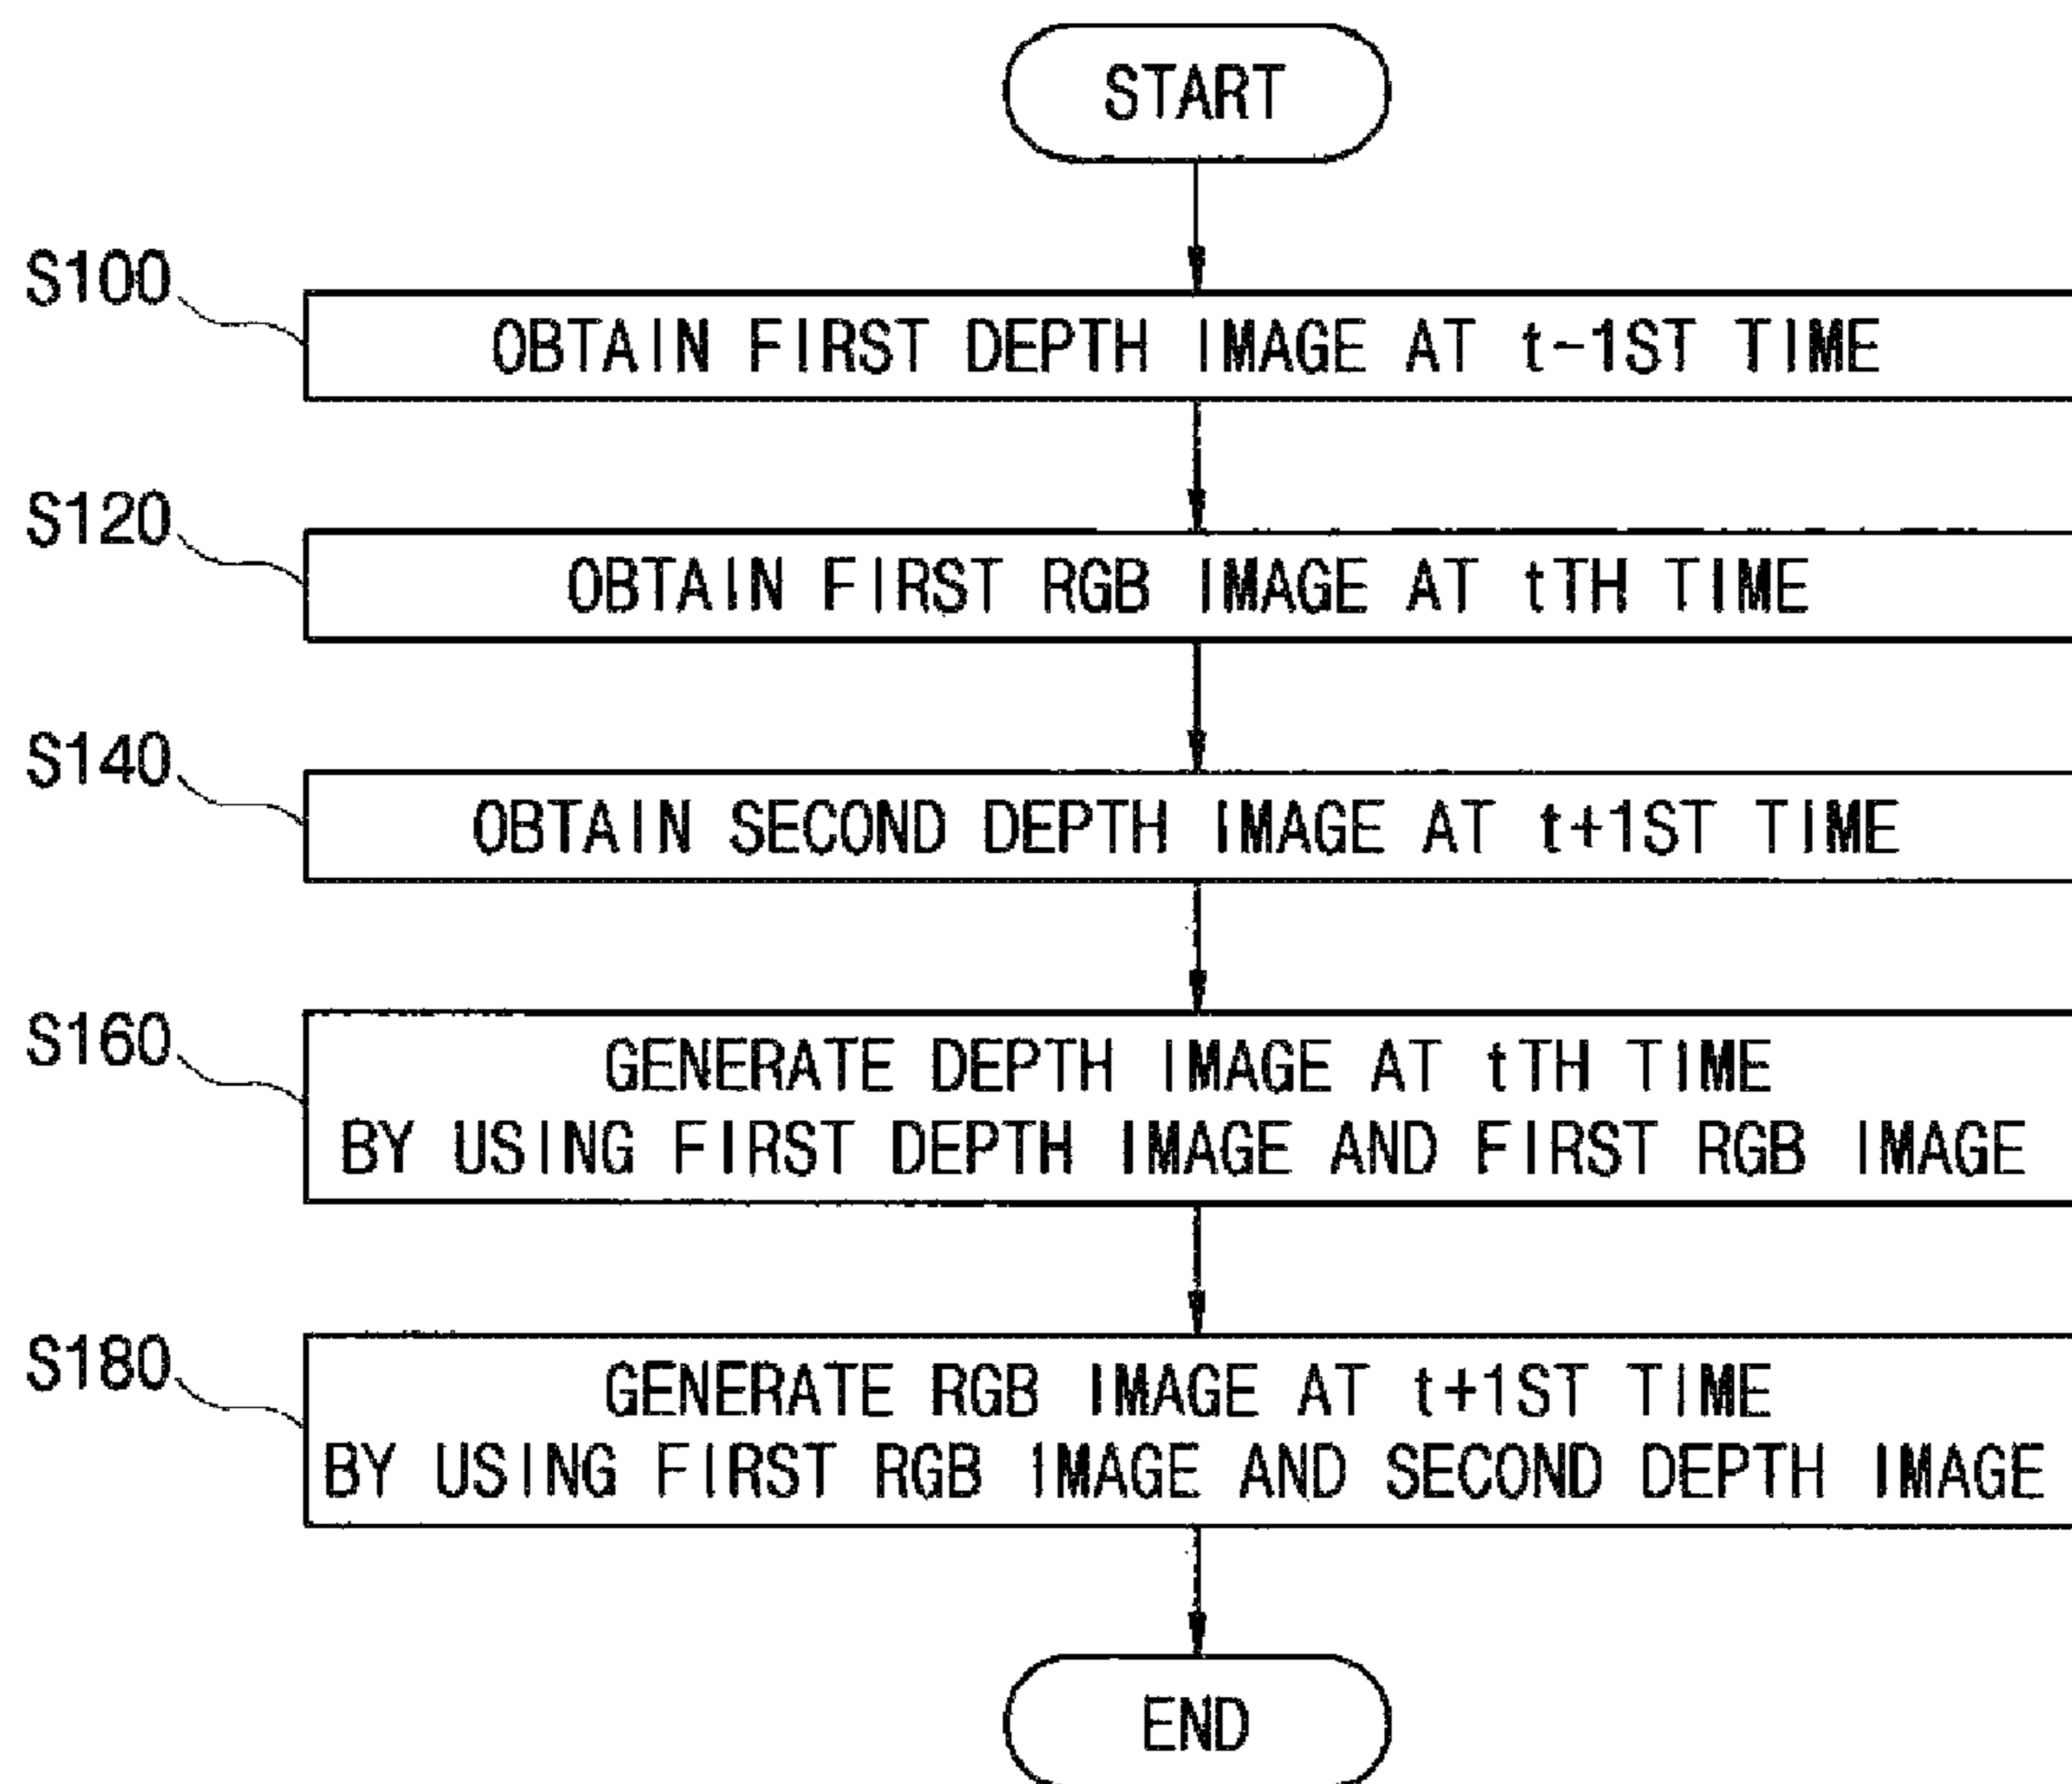 START
S100
OBTAIN FIRST DEPTH IMAGE AT t-1ST TIME
S120
OBTAIN FIRST RGB IMAGE AT tTH TIME
S140
OBTAIN SECOND DEPTH IMAGE AT t+1ST TIME
S160
GENERATE DEPTH IMAGE AT tTH TIME
BY USING FIRST DEPTH IMAGE AND FIRST RGB IMAGE
S180
GENERATE RGB IMAGE AT t+1ST TIME
BY USING FIRST RGB IMAGE AND SECOND DEPTH IMAGE
END